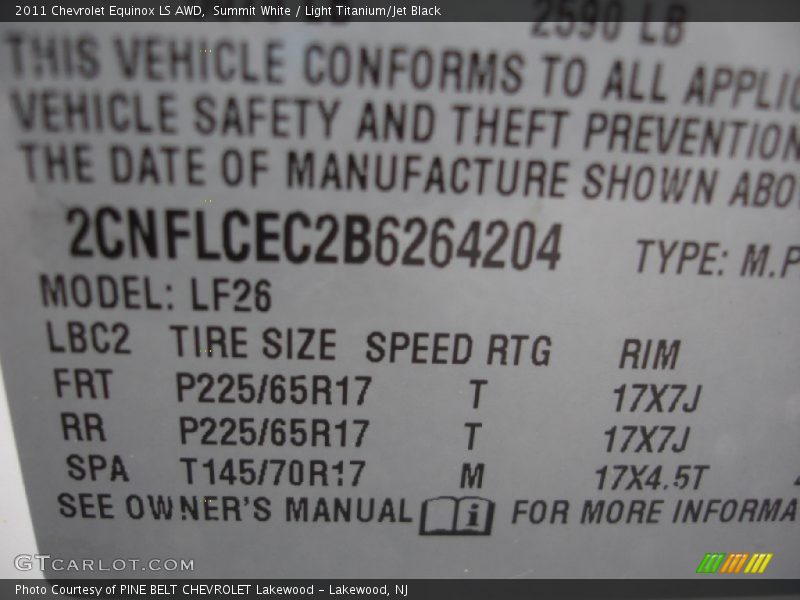 2011 Chevrolet Equinox LS AWD,  Summit White / Light Titanium/Jet Black
2590 LB
THIS VEHICLE CONFORMS TO ALL APPLIC
VEHICLE SAFETY AND THEFT PREVENTION
THE DATE OF MANUFACTURE SHOWN ABO
2CNFLCEC2B6264204 TYPE: M.P
MODEL: LF26
LBC2 TIRE SIZE SPEED RTG RIM
FRT P225/65R17 T 17X7J
RR P225/65R17 T 17X7J
SPA T145/70R17 M 17X4.5T
SEE OWNER'S MANUAL i FOR MORE INFORMA
GTCARLOT.COM
Photo Courtesy of PINE BELT CHEVROLET Lakewood - Lakewood, NJ